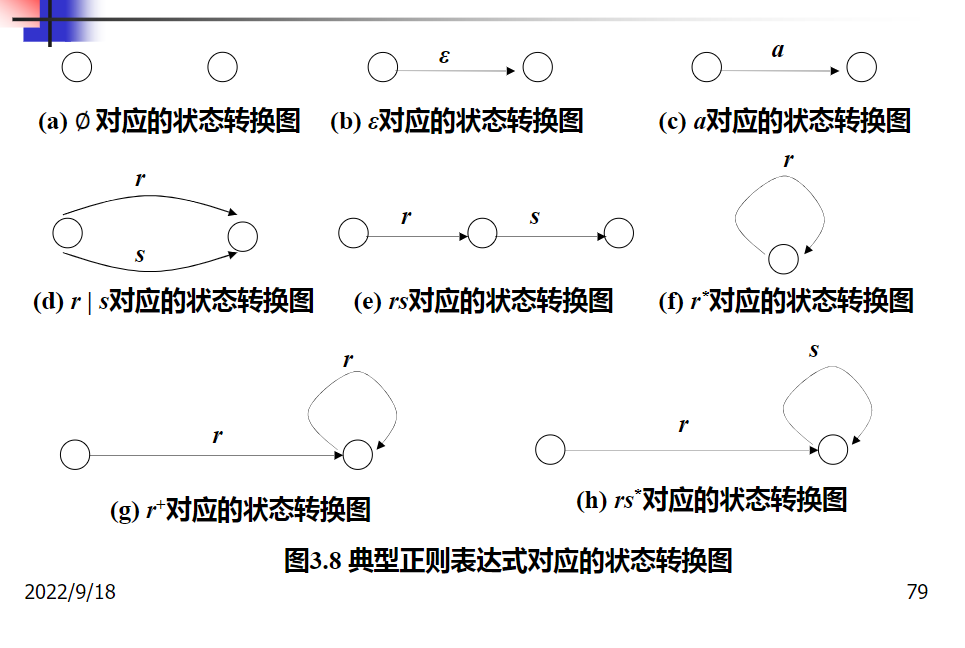 ε
a
(a) ∅ 对应的状态转换图
(b) ε对应的状态转换图
(c) a对应的状态转换图
r
s
r
s
r
(d) r | s对应的状态转换图
(e) rs对应的状态转换图
(f) r*对应的状态转换图
r
r
s
r
(g) r⁺对应的状态转换图
(h) rs*对应的状态转换图
图3.8 典型正则表达式对应的状态转换图
2022/9/18
79